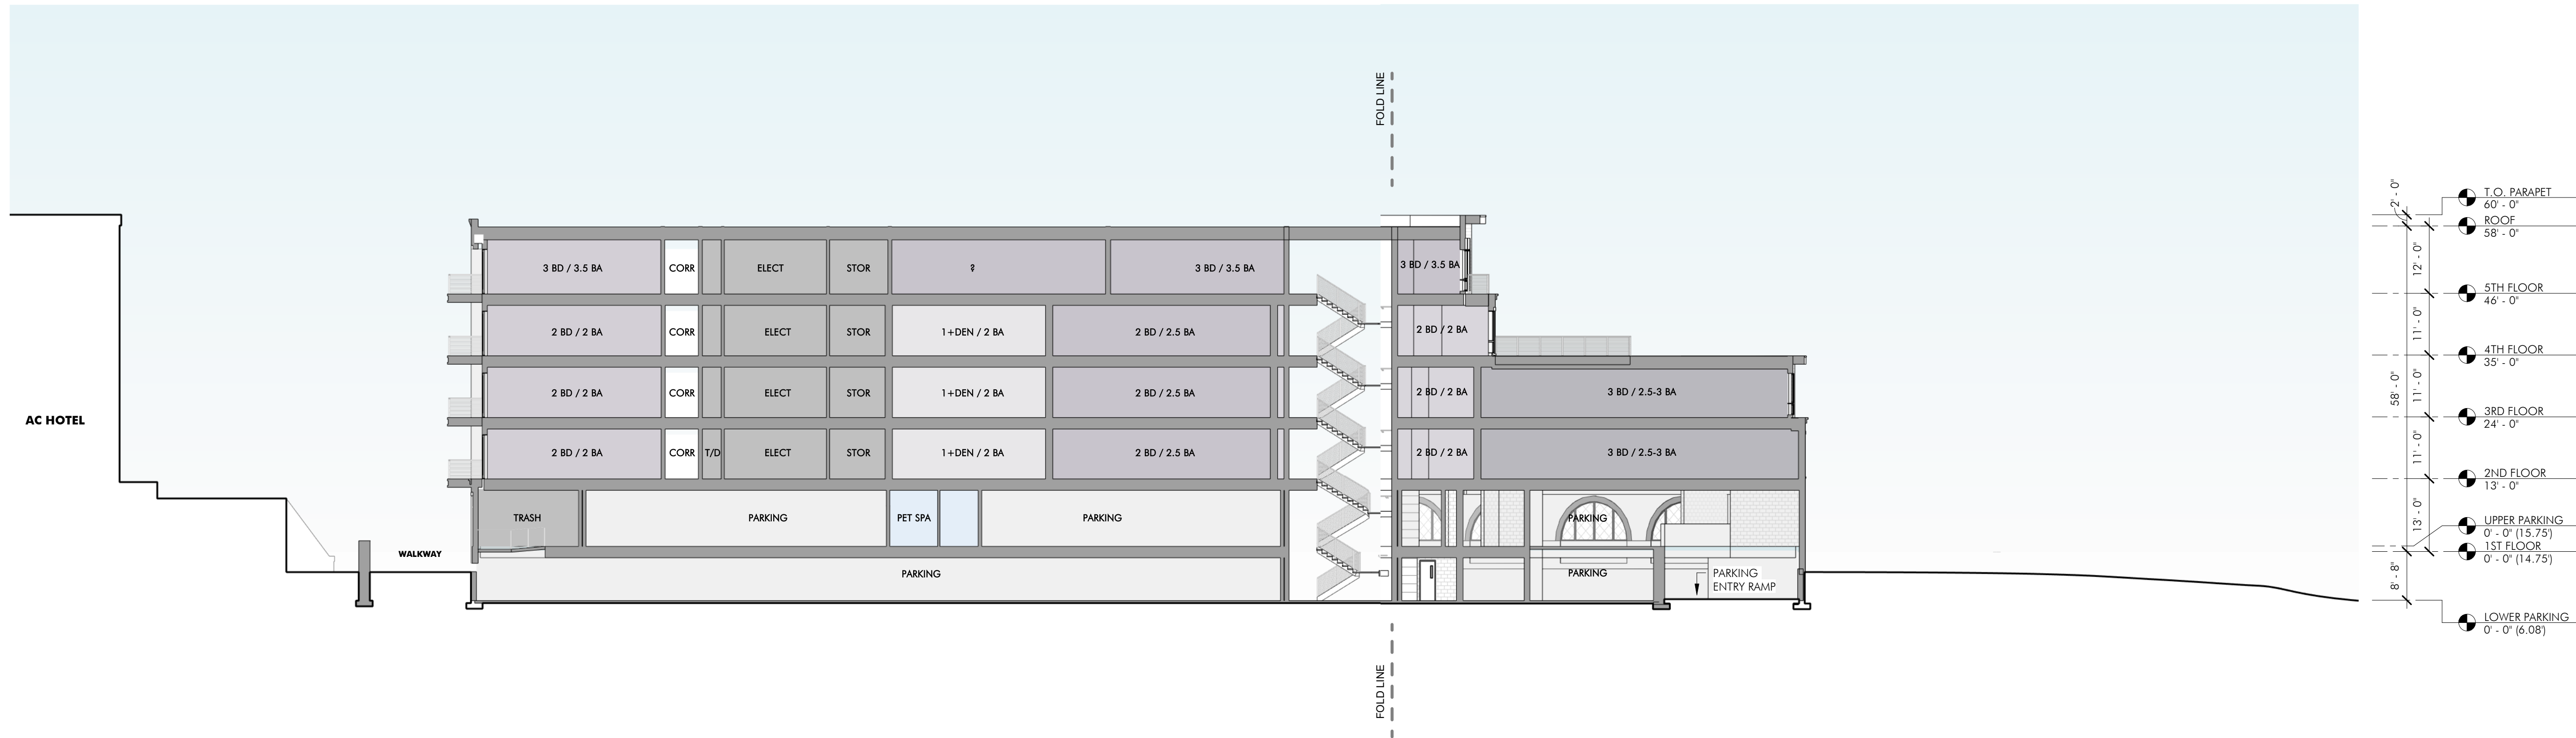 FOLD LINE
2' - 0"
T.O. PARAPET
60' - 0"
ROOF
58' - 0"
3 BD / 3.5 BA
CORR
ELECT
STOR
?
3 BD / 3.5 BA
3 BD / 3.5 BA
12' - 0"
5TH FLOOR
46' - 0"
2 BD / 2 BA
CORR
ELECT
STOR
1+DEN / 2 BA
2 BD / 2.5 BA
2 BD / 2 BA
11' - 0"
4TH FLOOR
35' - 0"
58' - 0"
2 BD / 2 BA
CORR
ELECT
STOR
1+DEN / 2 BA
2 BD / 2.5 BA
2 BD / 2 BA
3 BD / 2.5-3 BA
11' - 0"
AC HOTEL
3RD FLOOR
24' - 0"
2 BD / 2 BA
CORR
T/D
ELECT
STOR
1+DEN / 2 BA
2 BD / 2.5 BA
2 BD / 2 BA
3 BD / 2.5-3 BA
11' - 0"
2ND FLOOR
13' - 0"
TRASH
PARKING
PET SPA
PARKING
PARKING
13' - 0"
UPPER PARKING
0' - 0" (15.75')
1ST FLOOR
0' - 0" (14.75')
WALKWAY
PARKING
PARKING
PARKING
ENTRY RAMP
8' - 8"
LOWER PARKING
0' - 0" (6.08')
FOLD LINE